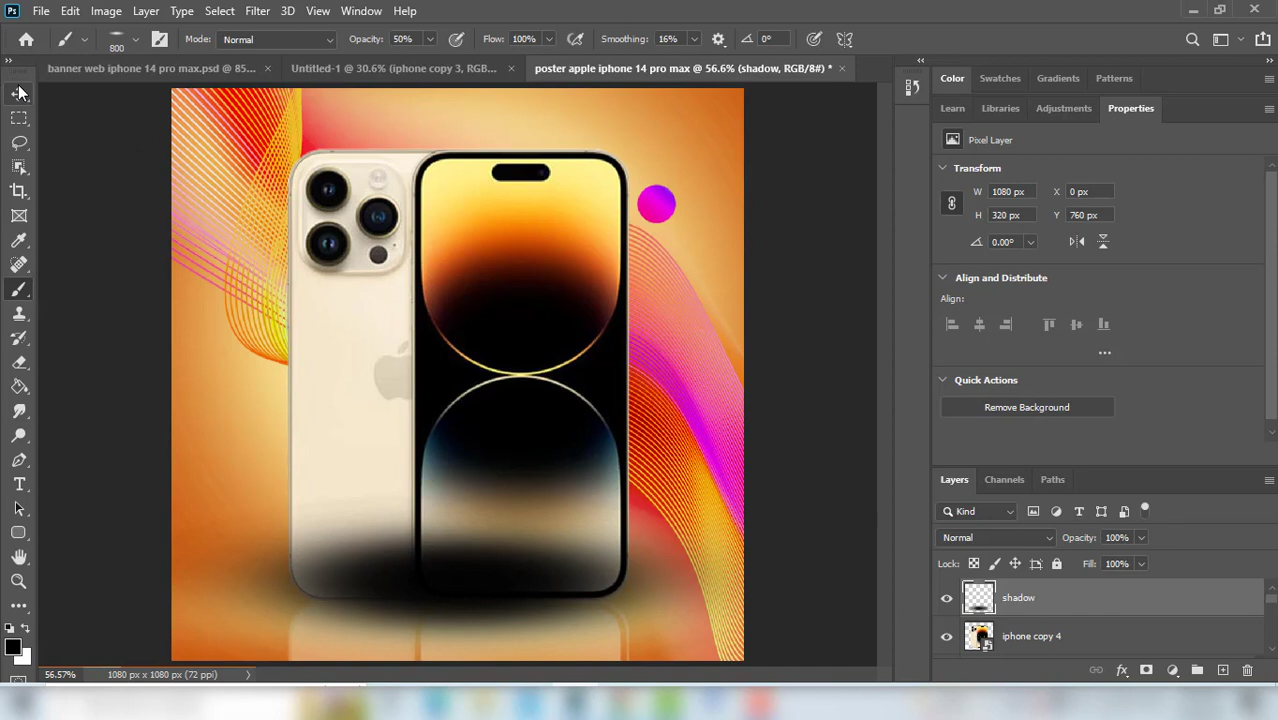 Ps File Edit Image Layer Type Select Filter 3D View Window Help
800 Mode: Normal Opacity: 50% Flow: 100% Smoothing: 16% 0°
banner web iphone 14 pro max.psd @ 85... × Untitled-1 @ 30.6% (iphone copy 3, RGB... × poster apple iphone 14 pro max @ 56.6% (shadow, RGB/8#) * ×
Color Swatches Gradients Patterns
Learn Libraries Adjustments Properties
Pixel Layer
Transform
W 1080 px X 0 px
H 320 px Y 760 px
0.00°
Align and Distribute
Align:
...
Quick Actions
Remove Background
Layers Channels Paths
Kind
Normal Opacity: 100%
Lock: Fill: 100%
shadow
iphone copy 4
56.57% 1080 px x 1080 px (72 ppi)